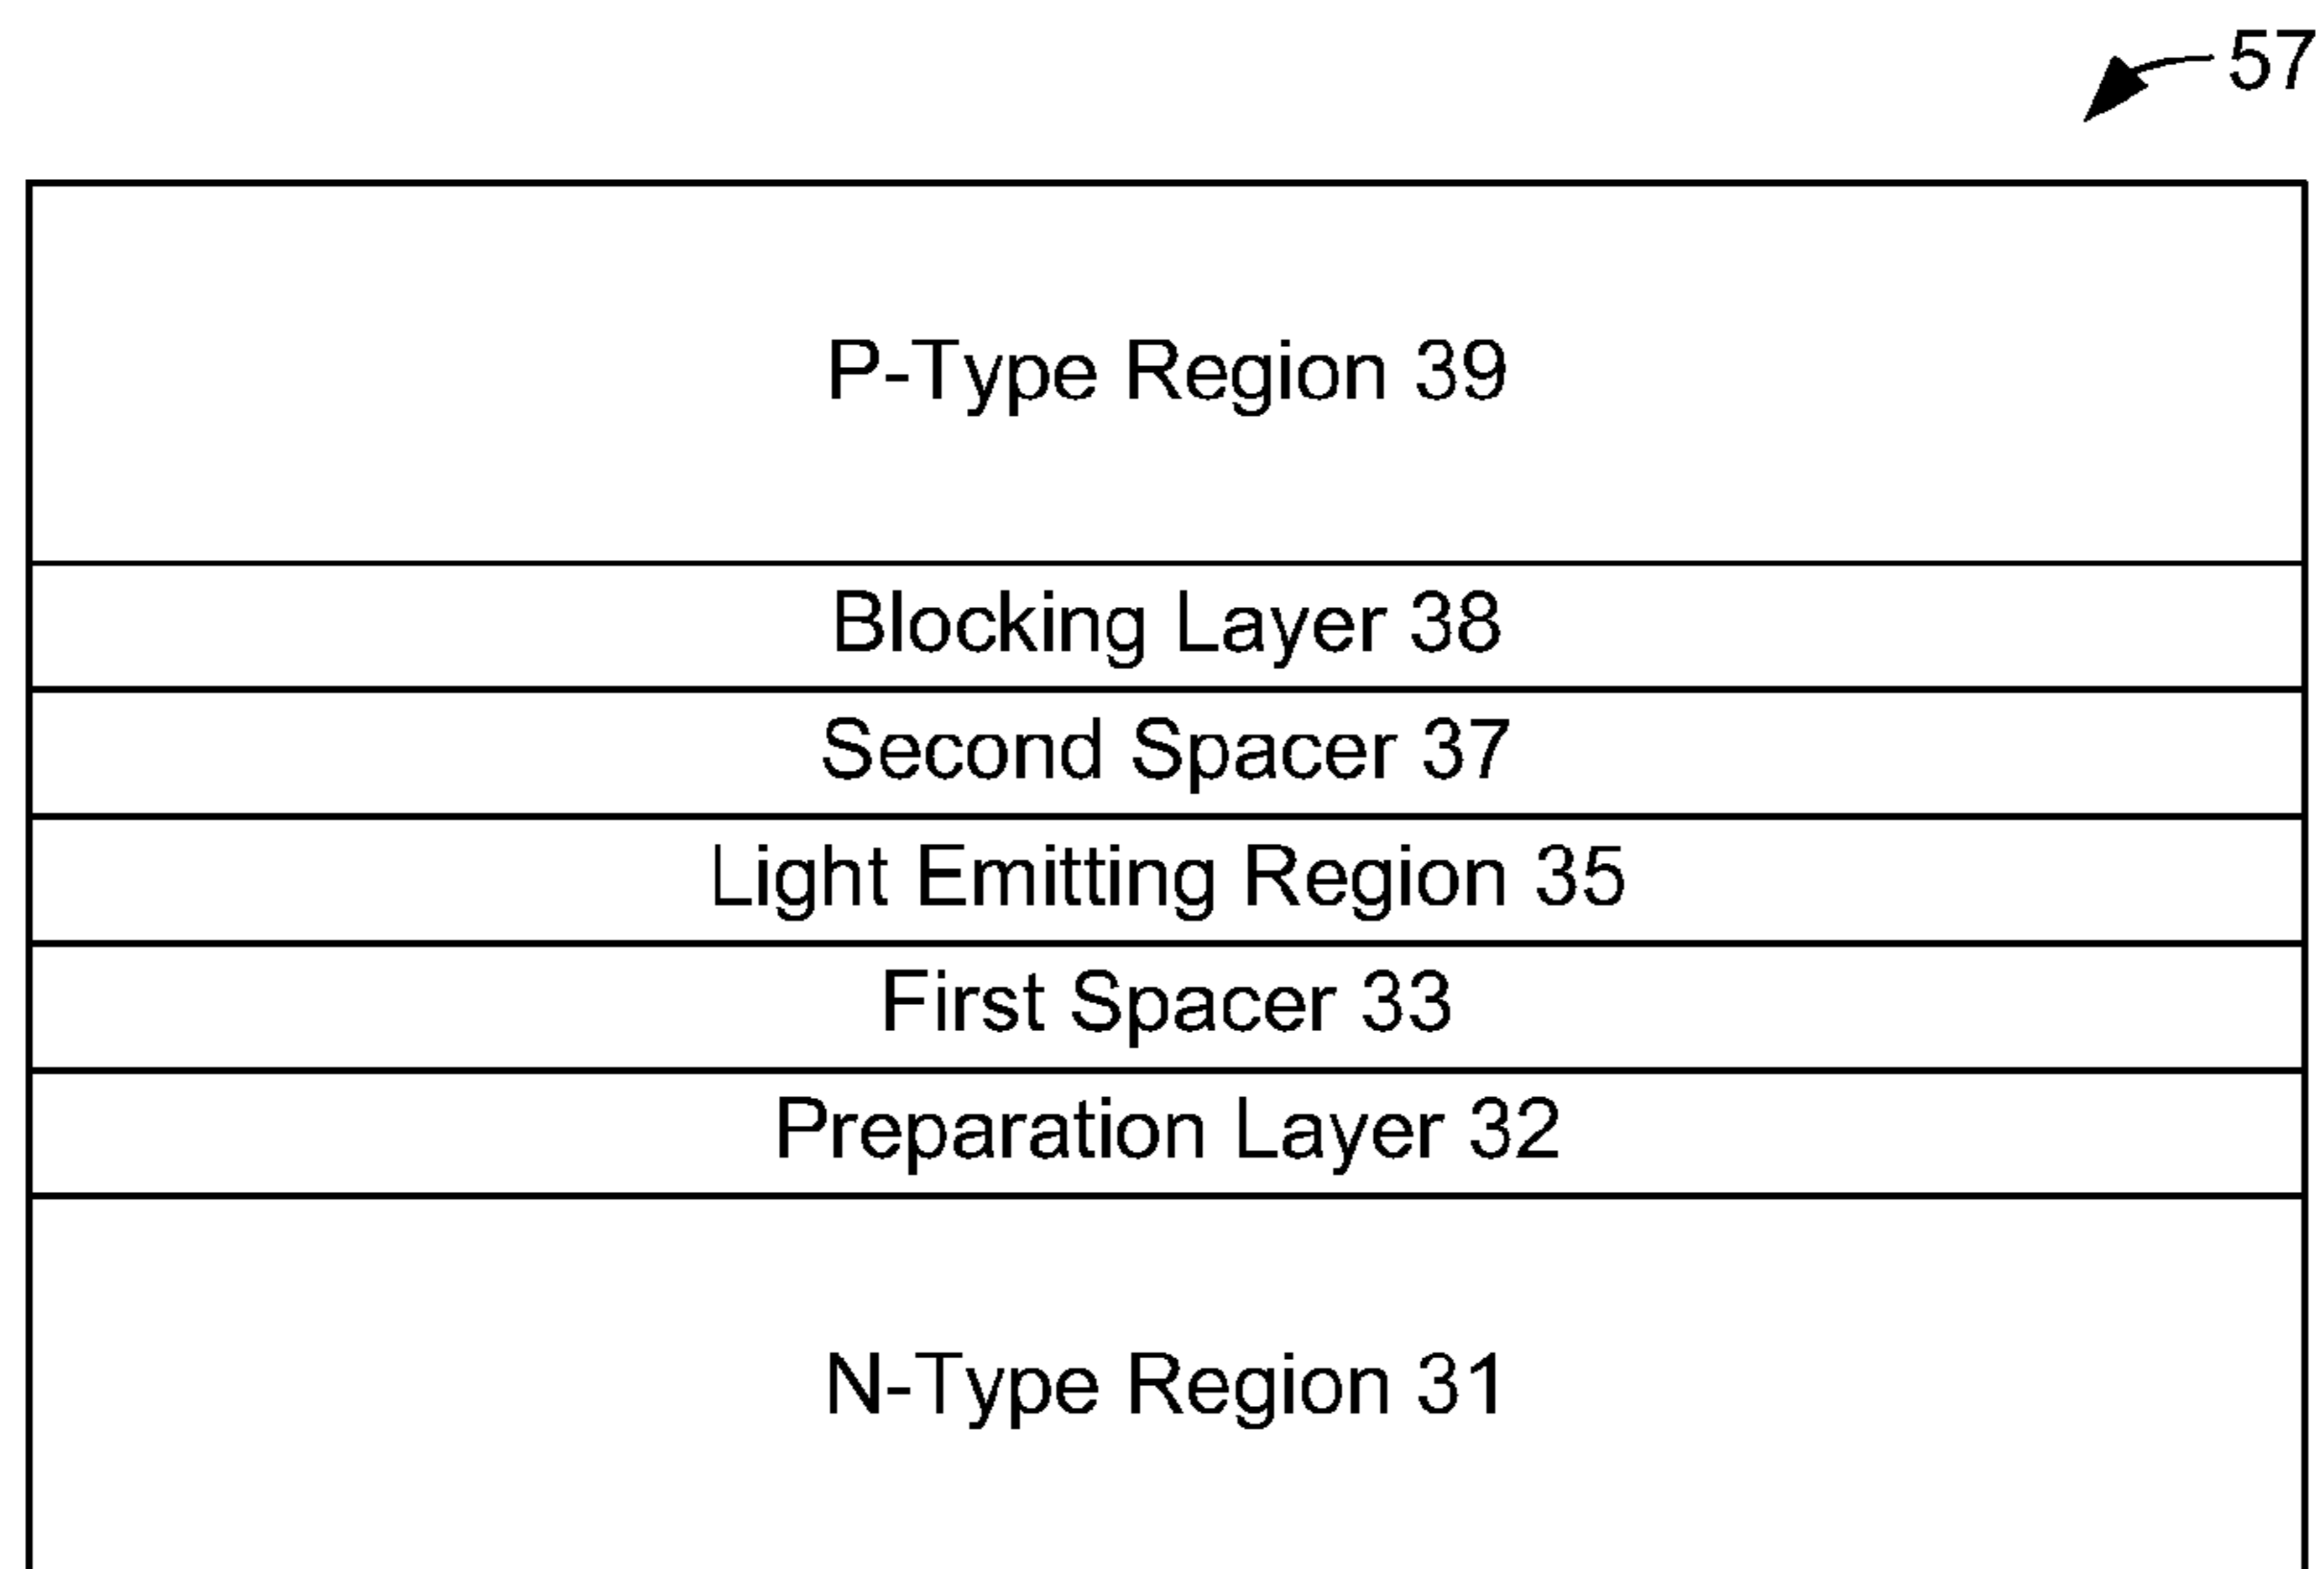 57
P-Type Region 39
Blocking Layer 38
Second Spacer 37
Light Emitting Region 35
First Spacer 33
Preparation Layer 32
N-Type Region 31